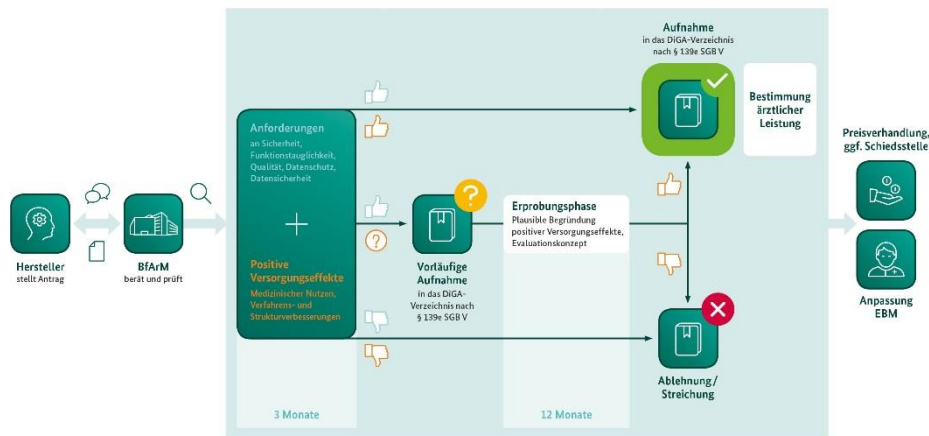 Hersteller
stellt Antrag
BfArM
berät und prüft
Anforderungen
an Sicherheit,
Funktionstauglichkeit,
Qualität, Datenschutz,
Datensicherheit
Positive
Versorgungseffekte
Medizinischer Nutzen,
Verfahrens- und
Strukturverbesserungen
3 Monate
?
?
Vorläufige
Aufnahme
in das DiGA-
Verzeichnis nach
§ 139e SGB V
Erprobungsphase
Plausible Begründung
positiver Versorgungseffekte,
Evaluationskonzept
12 Monate
Aufnahme
in das DiGA-Verzeichnis
nach § 139e SGB V
Bestimmung
ärztlicher
Leistung
Ablehnung/
Streichung
Preisverhandlung,
ggf. Schiedsstelle
Anpassung
EBM